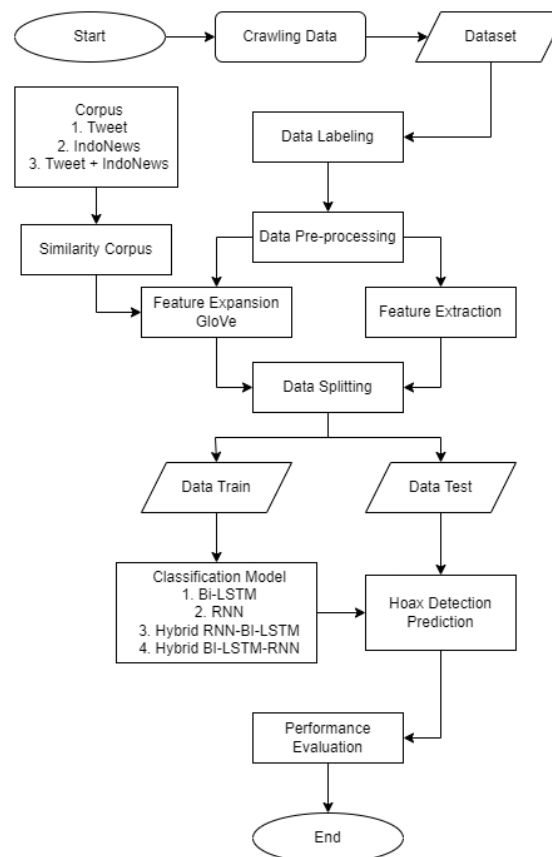 Start
Crawling Data
Dataset
Corpus
1. Tweet
2. IndoNews
3. Tweet + IndoNews
Data Labeling
Similarity Corpus
Data Pre-processing
Feature Expansion
GloVe
Feature Extraction
Data Splitting
Data Train
Data Test
Classification Model
1. Bi-LSTM
2. RNN
3. Hybrid RNN-BI-LSTM
4. Hybrid BI-LSTM-RNN
Hoax Detection
Prediction
Performance
Evaluation
End